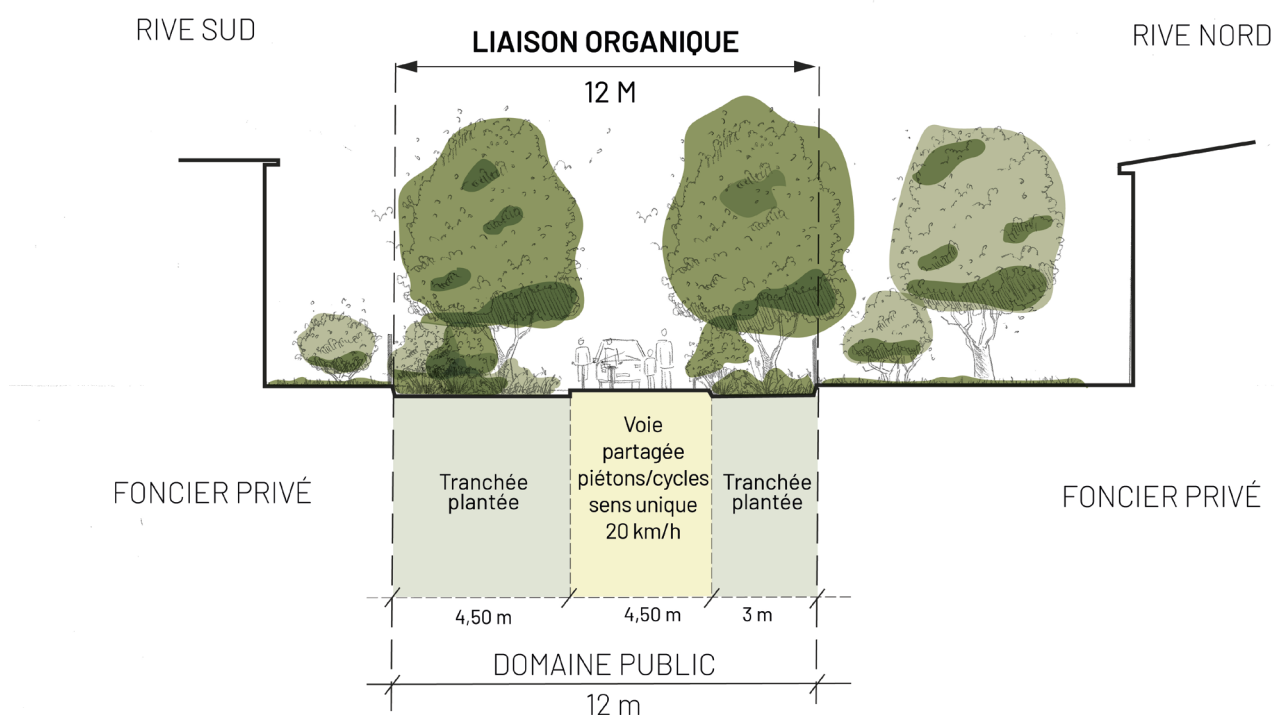 RIVE SUD
LIAISON ORGANIQUE
RIVE NORD
12 M
FONCIER PRIVÉ
Tranchée
plantée
Voie
partagée
piétons/cycles
sens unique
20 km/h
Tranchée
plantée
FONCIER PRIVÉ
4,50 m
4,50 m
3 m
DOMAINE PUBLIC
12 m